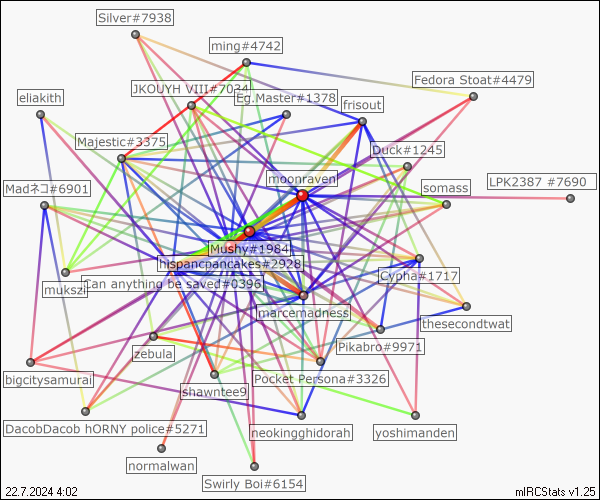 Silver#7938
ming#4742
Fedora Stoat#4479
JKOUYH VIII#7034
Eg.Master#1378
eliakith
frisout
Majestic#3375
Duck#1245
moonraven
LPK2387 #7690
Madネコ#6901
somass
Mushy#1984
hispancpancakes#2928
Cypha#1717
mukszi
Can anything be saved#0396
marcemadness
thesecondtwat
Pikabro#9971
zebula
bigcitysamurai
Pocket Persona#3326
shawntee9
DacobDacob hORNY police#5271
neokingghidorah
yoshimanden
normalwan
Swirly Boi#6154
22.7.2024 4:02
mIRCStats v1.25